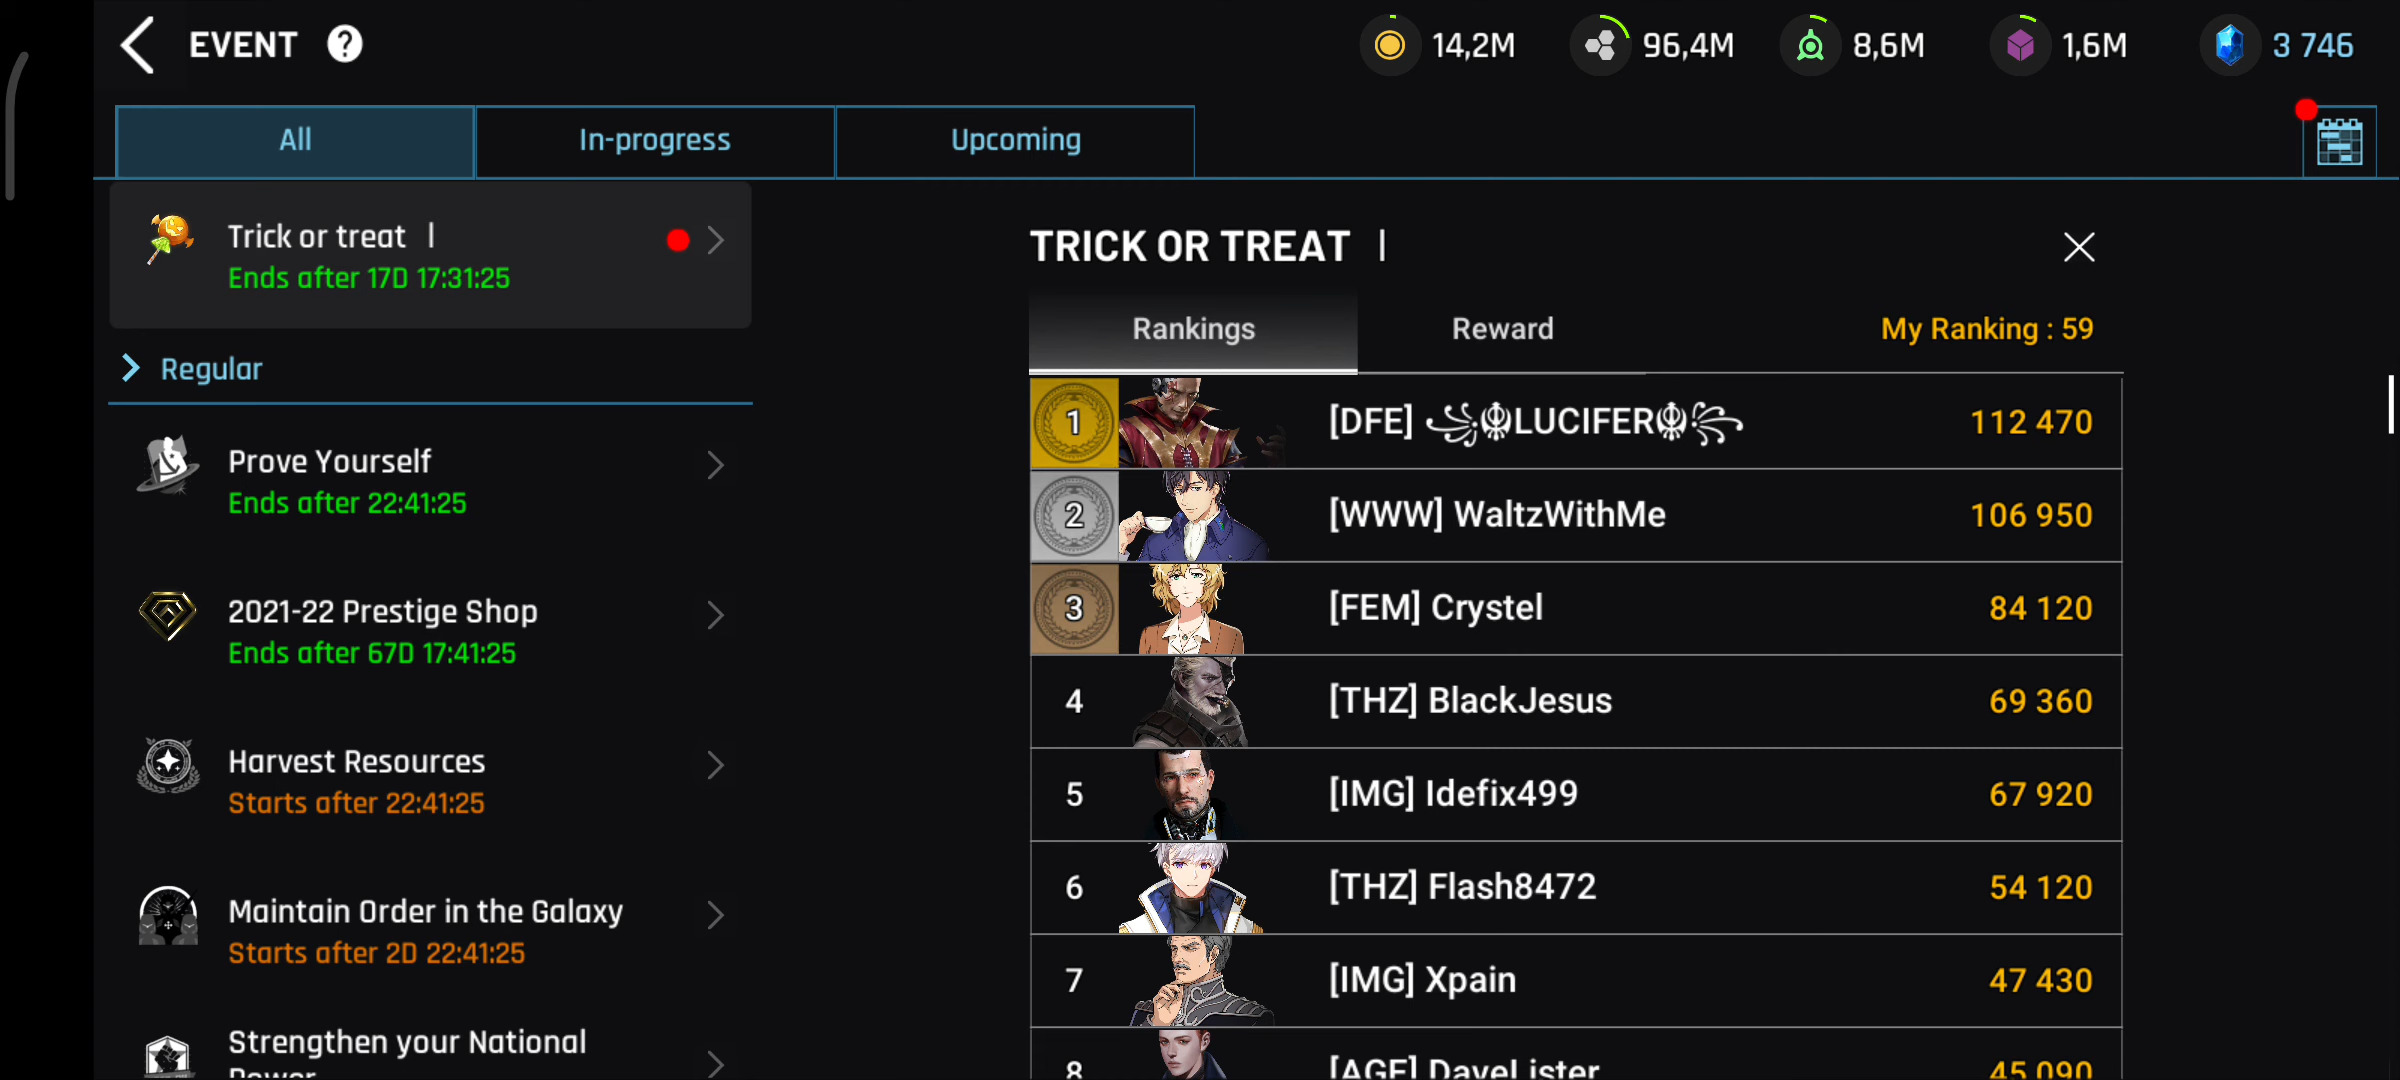 EVENT ?
14,2M
96,4M
8,6M
1,6M
3 746
All
In-progress
Upcoming
Trick or treat Ⅰ
Ends after 17D 17:31:25
Regular
Prove Yourself
Ends after 22:41:25
2021-22 Prestige Shop
Ends after 67D 17:41:25
Harvest Resources
Starts after 22:41:25
Maintain Order in the Galaxy
Starts after 2D 22:41:25
Strengthen your National
Power
TRICK OR TREAT Ⅰ
Rankings
Reward
My Ranking : 59
1 [DFE] ꧁☬LUCIFER☬꧂ 112 470
2 [WWW] WaltzWithMe 106 950
3 [FEM] Crystel 84 120
4 [THZ] BlackJesus 69 360
5 [IMG] Idefix499 67 920
6 [THZ] Flash8472 54 120
7 [IMG] Xpain 47 430
8 [AGE] DaveLister 45 090